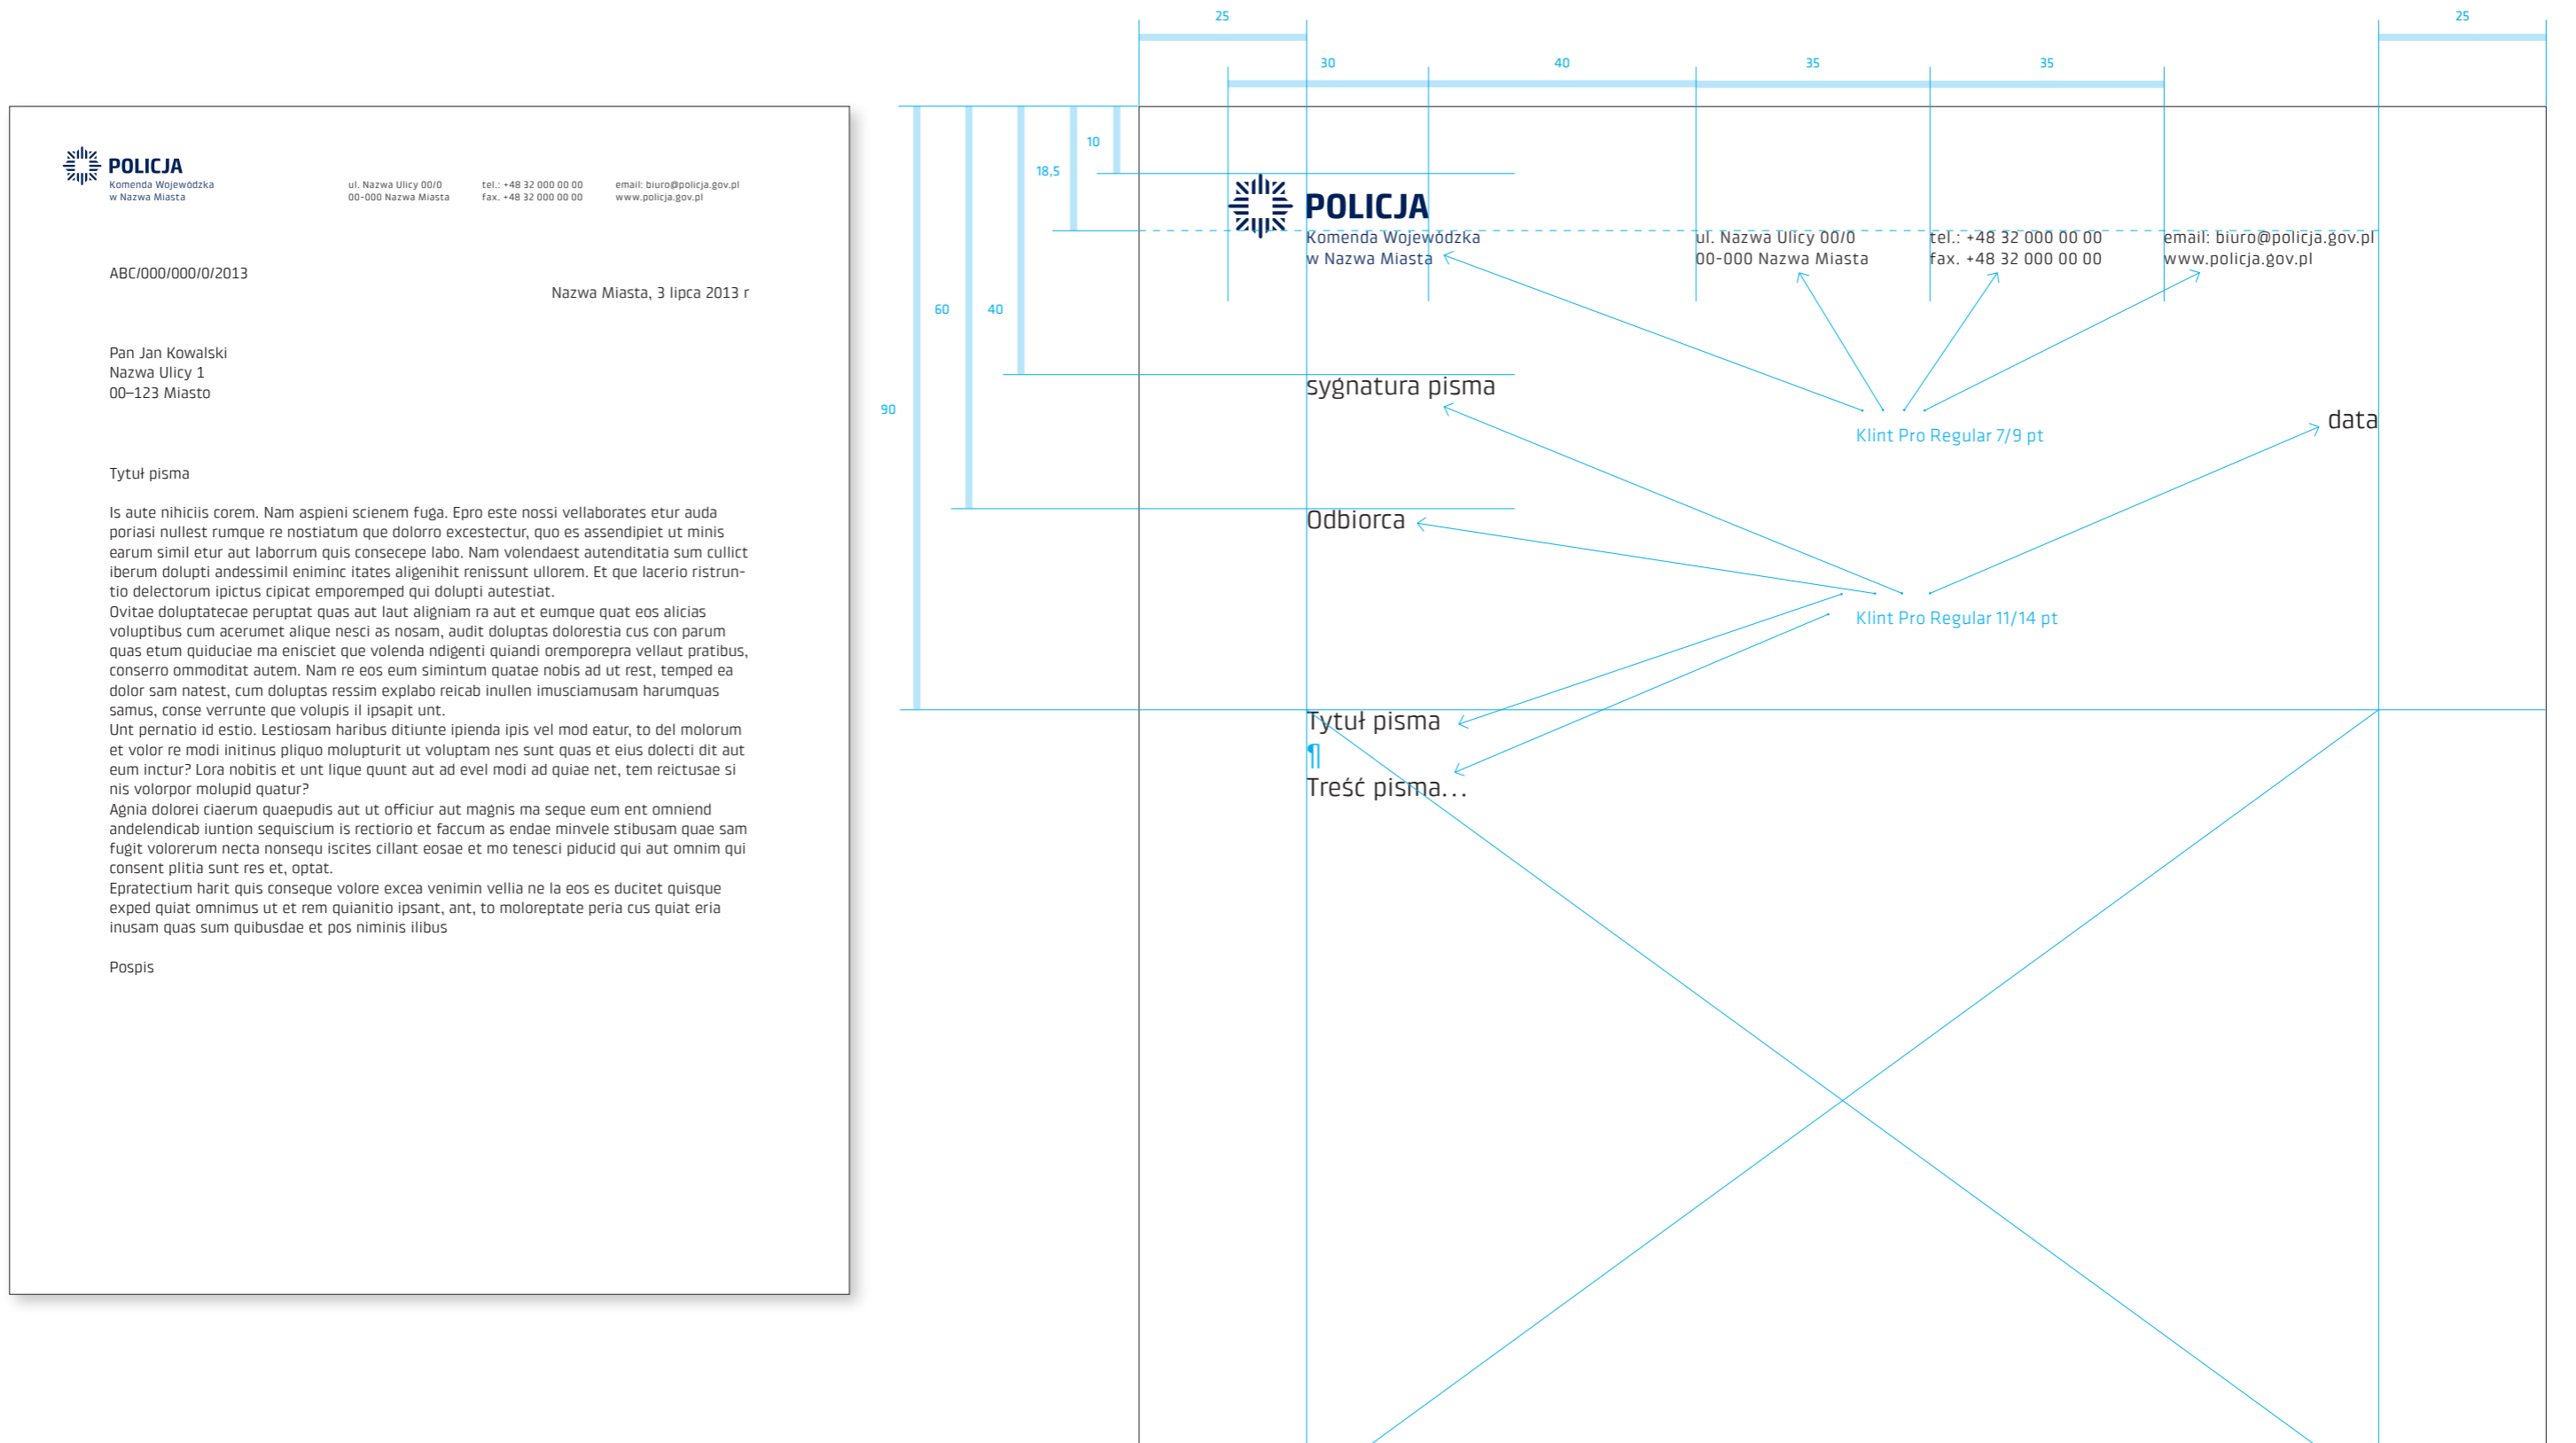 POLICJA
Komenda Wojewódzka
w Nazwa Miasta
ul. Nazwa Ulicy 00/0
00-000 Nazwa Miasta
tel.: +48 32 000 00 00
fax. +48 32 000 00 00
email: biuro@policja.gov.pl
www.policja.gov.pl
ABC/000/000/0/2013
Nazwa Miasta, 3 lipca 2013 r
Pan Jan Kowalski
Nazwa Ulicy 1
00–123 Miasto
Tytuł pisma
Is aute nihiciis corem. Nam aspieni scienem fuga. Epro este nossi vellaborates etur auda
poriasi nullest rumque re nostiatum que dolorro excestectur, quo es assendipiet ut minis
earum simil etur aut laborrum quis consecepe labo. Nam volendaest autenditatia sum cullict
iberum dolupti andessimil eniminc itates aligenihit renissunt ullorem. Et que lacerio ristrun-
tio delectorum ipictus cipicat emporemped qui dolupti autestiat.
Ovitae doluptatecae peruptat quas aut laut aligniam ra aut et eumque quat eos alicias
voluptibus cum acerumet alique nesci as nosam, audit doluptas dolorestia cus con parum
quas etum quiduciae ma enisciet que volenda ndigenti quiandi oremporepra vellaut pratibus,
conserro ommoditat autem. Nam re eos eum simintum quatae nobis ad ut rest, temped ea
dolor sam natest, cum doluptas ressim explabo reicab inullen imusciamusam harumquas
samus, conse verrunte que volupis il ipsapit unt.
Unt pernatio id estio. Lestiosam haribus ditiunte ipienda ipis vel mod eatur, to del molorum
et volor re modi initinus pliquo molupturit ut voluptam nes sunt quas et eius dolecti dit aut
eum inctur? Lora nobitis et unt lique quunt aut ad evel modi ad quiae net, tem reictusae si
nis volorpor molupid quatur?
Agnia dolorei ciaerum quaepudis aut ut officiur aut magnis ma seque eum ent omniend
andelendicab iuntion sequiscium is rectiorio et faccum as endae minvele stibusam quae sam
fugit volorerum necta nonsequ iscites cillant eosae et mo tenesci piducid qui aut omnim qui
consent plitia sunt res et, optat.
Epratectium harit quis conseque volore excea venimin vellia ne la eos es ducitet quisque
exped quiat omnimus ut et rem quianitio ipsant, ant, to moloreptate peria cus quiat eria
inusam quas sum quibusdae et pos niminis ilibus
Pospis
25
25
30
40
35
35
10
18,5
60
40
90
POLICJA
Komenda Wojewódzka
w Nazwa Miasta
ul. Nazwa Ulicy 00/0
00-000 Nazwa Miasta
tel.: +48 32 000 00 00
fax. +48 32 000 00 00
email: biuro@policja.gov.pl
www.policja.gov.pl
sygnatura pisma
data
Klint Pro Regular 7/9 pt
Odbiorca
Klint Pro Regular 11/14 pt
Tytuł pisma
¶
Treść pisma...